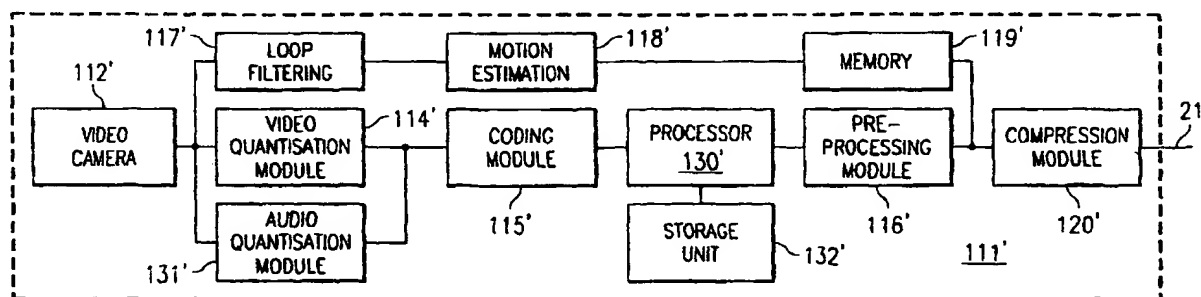 117'
LOOP
FILTERING
118'
MOTION
ESTIMATION
119'
MEMORY
112'
VIDEO
CAMERA
114'
VIDEO
QUANTISATION
MODULE
CODING
MODULE
115'
PROCESSOR
130'
PRE-
PROCESSING
MODULE
116'
COMPRESSION
MODULE
120'
21
AUDIO
QUANTISATION
MODULE
131'
STORAGE
UNIT
132'
111'